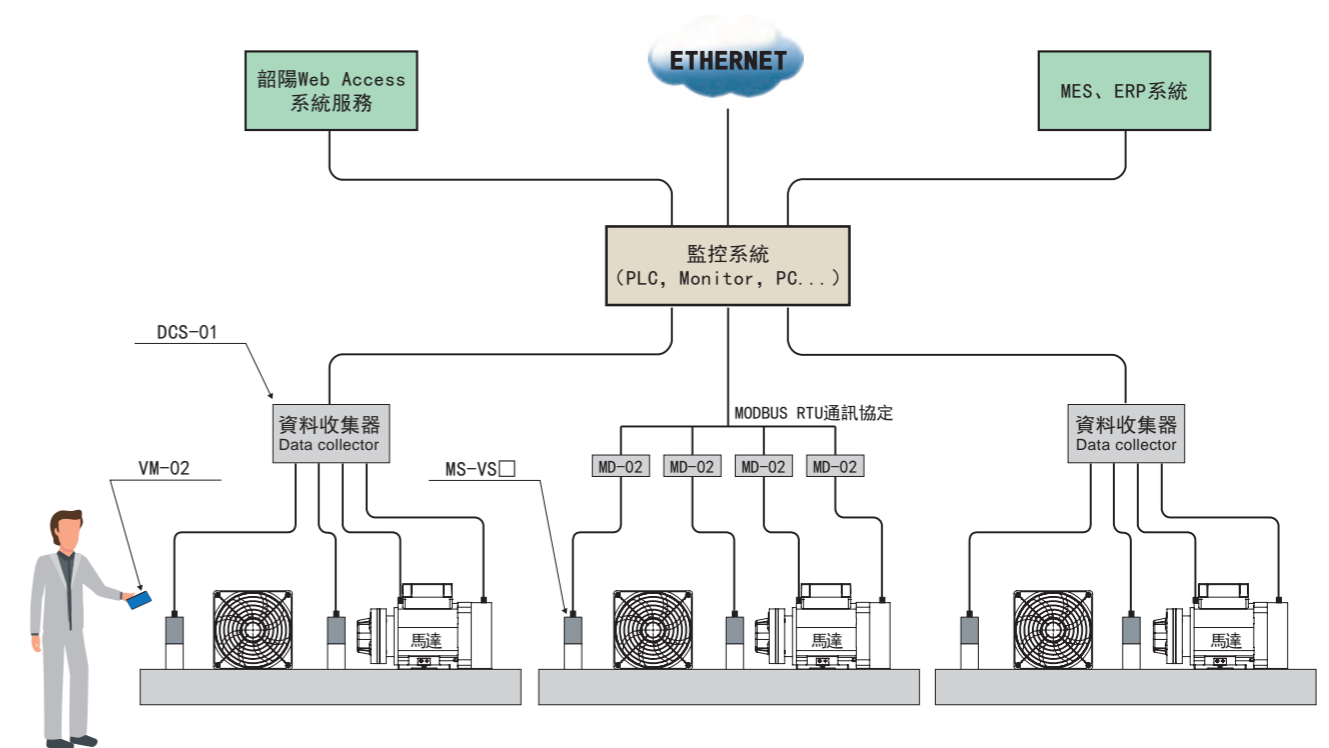 韶陽Web Access
系統服務
ETHERNET
MES、ERP系統
監控系統
(PLC, Monitor, PC...)
DCS-01
資料收集器
Data collector
MODBUS RTU通訊協定
資料收集器
Data collector
VM-02
MS-VS□
MD-02
MD-02
MD-02
MD-02
馬達
馬達
馬達